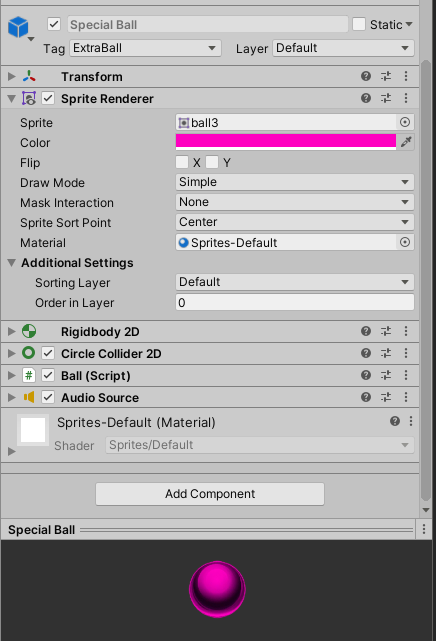 Special Ball
Static
Tag ExtraBall Layer Default
Transform
Sprite Renderer
Sprite ball3
Color
Flip X Y
Draw Mode Simple
Mask Interaction None
Sprite Sort Point Center
Material Sprites-Default
Additional Settings
Sorting Layer Default
Order in Layer 0
Rigidbody 2D
Circle Collider 2D
# Ball (Script)
Audio Source
Sprites-Default (Material)
Shader Sprites/Default
Add Component
Special Ball